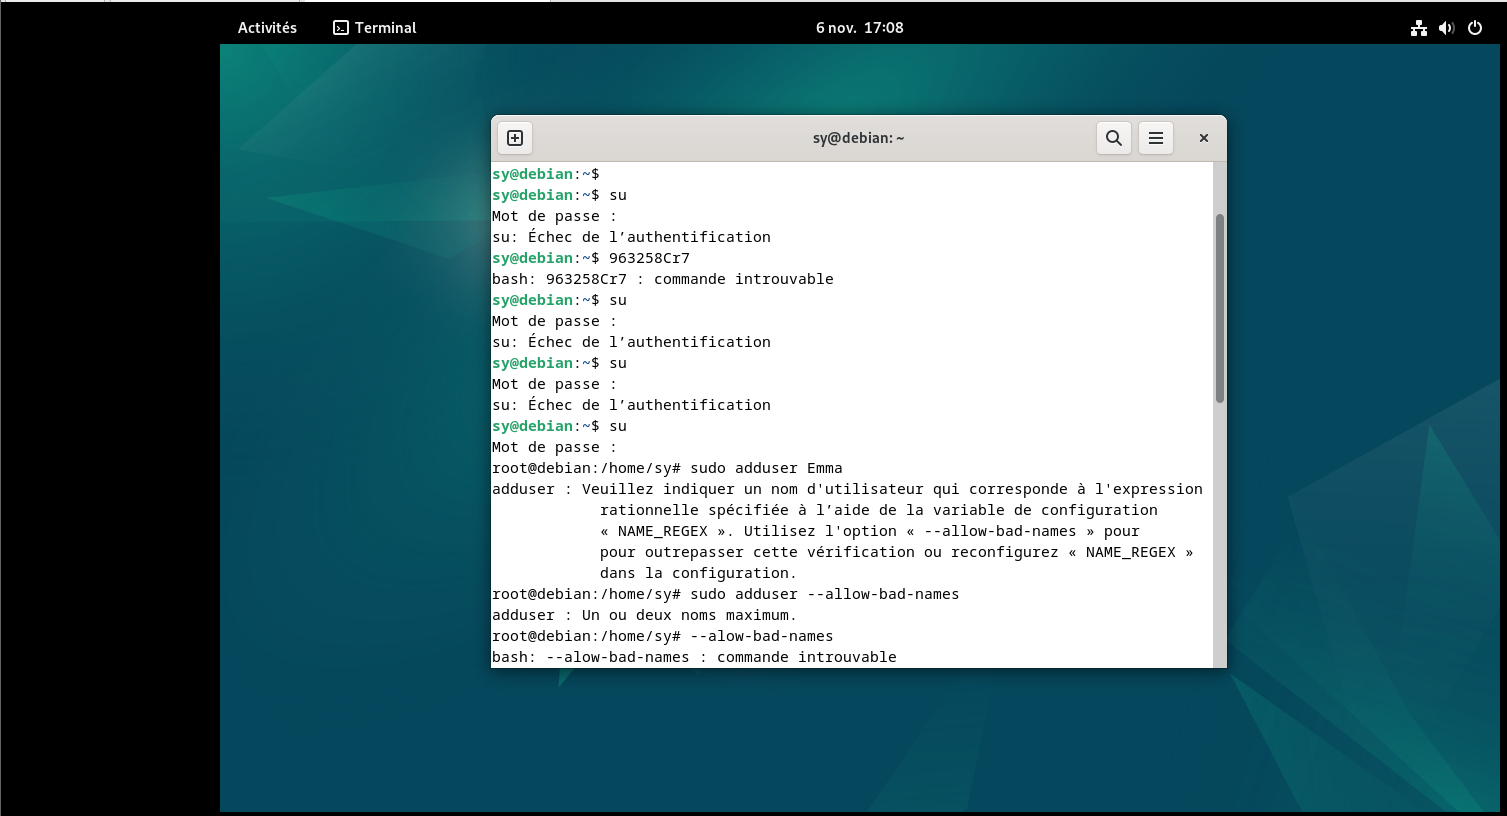 Activités Terminal 6 nov. 17:08
sy@debian: ~
sy@debian:~$
sy@debian:~$ su
Mot de passe :
su: Échec de l’authentification
sy@debian:~$ 963258Cr7
bash: 963258Cr7 : commande introuvable
sy@debian:~$ su
Mot de passe :
su: Échec de l’authentification
sy@debian:~$ su
Mot de passe :
su: Échec de l’authentification
sy@debian:~$ su
Mot de passe :
root@debian:/home/sy# sudo adduser Emma
adduser : Veuillez indiquer un nom d'utilisateur qui corresponde à l'expression
rationnelle spécifiée à l’aide de la variable de configuration
« NAME_REGEX ». Utilisez l'option « --allow-bad-names » pour
pour outrepasser cette vérification ou reconfigurez « NAME_REGEX »
dans la configuration.
root@debian:/home/sy# sudo adduser --allow-bad-names
adduser : Un ou deux noms maximum.
root@debian:/home/sy# --alow-bad-names
bash: --alow-bad-names : commande introuvable